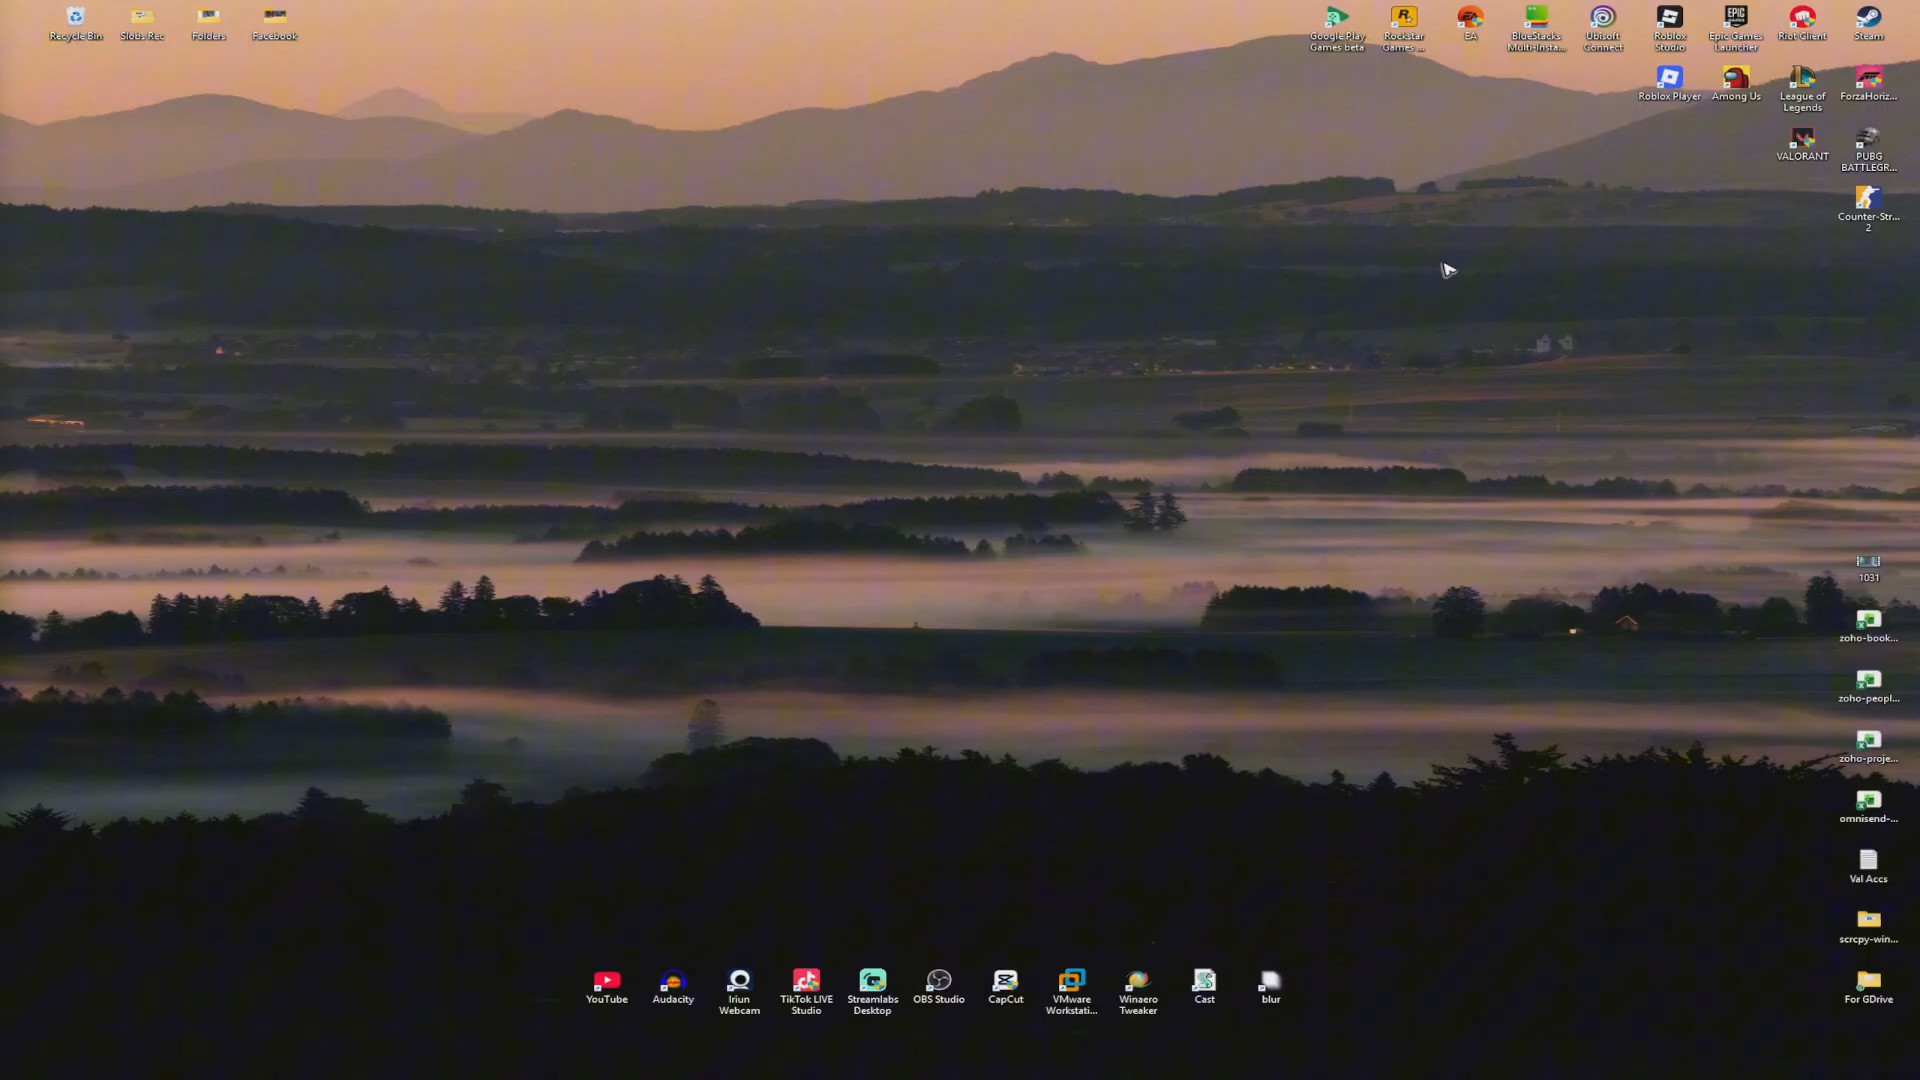 Recycle Bin
Slobs Rec
Folders
Facebook
Google Play
Games beta
Rockstar
Games ...
EA
BlueStacks
Multi-Insta...
Ubisoft
Connect
Roblox
Studio
Epic Games
Launcher
Riot Client
Steam
Roblox Player
Among Us
League of
Legends
ForzaHoriz...
VALORANT
PUBG
BATTLEGR...
Counter-Str...
2
1031
zoho-book...
zoho-peopl...
zoho-proje...
omnisend-...
Val Accs
scrcpy-win...
For GDrive
YouTube
Audacity
Iriun
Webcam
TikTok LIVE
Studio
Streamlabs
Desktop
OBS Studio
CapCut
VMware
Workstati...
Winaero
Tweaker
Cast
blur